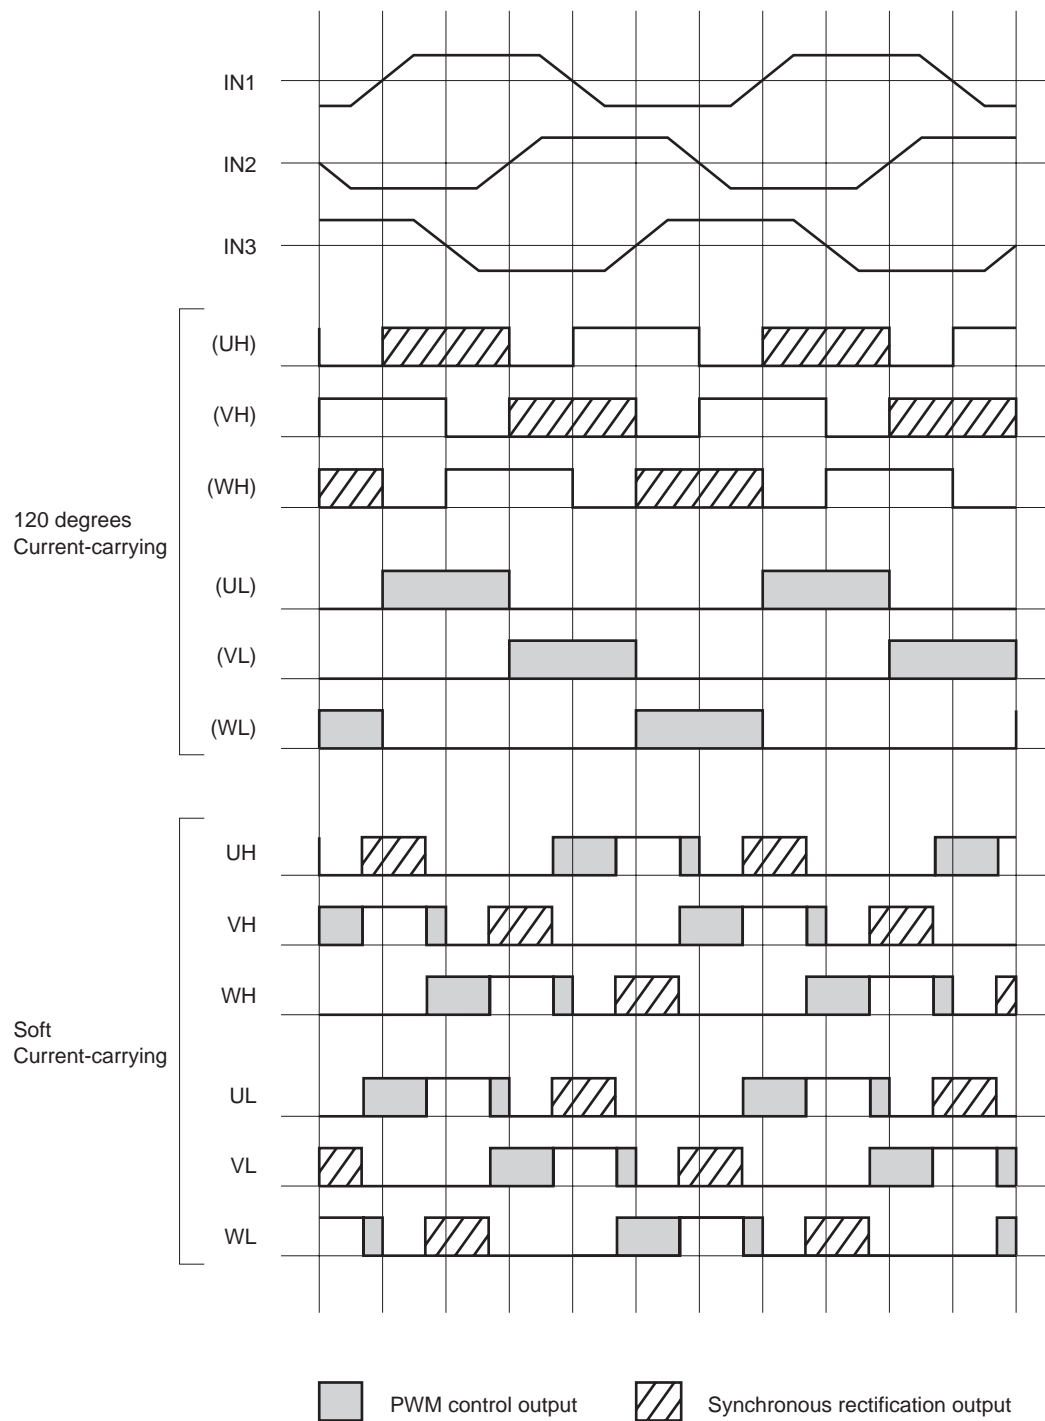 IN1
IN2
IN3
(UH)
(VH)
(WH)
120 degrees
Current-carrying
(UL)
(VL)
(WL)
UH
VH
WH
Soft
Current-carrying
UL
VL
WL
PWM control output
Synchronous rectification output